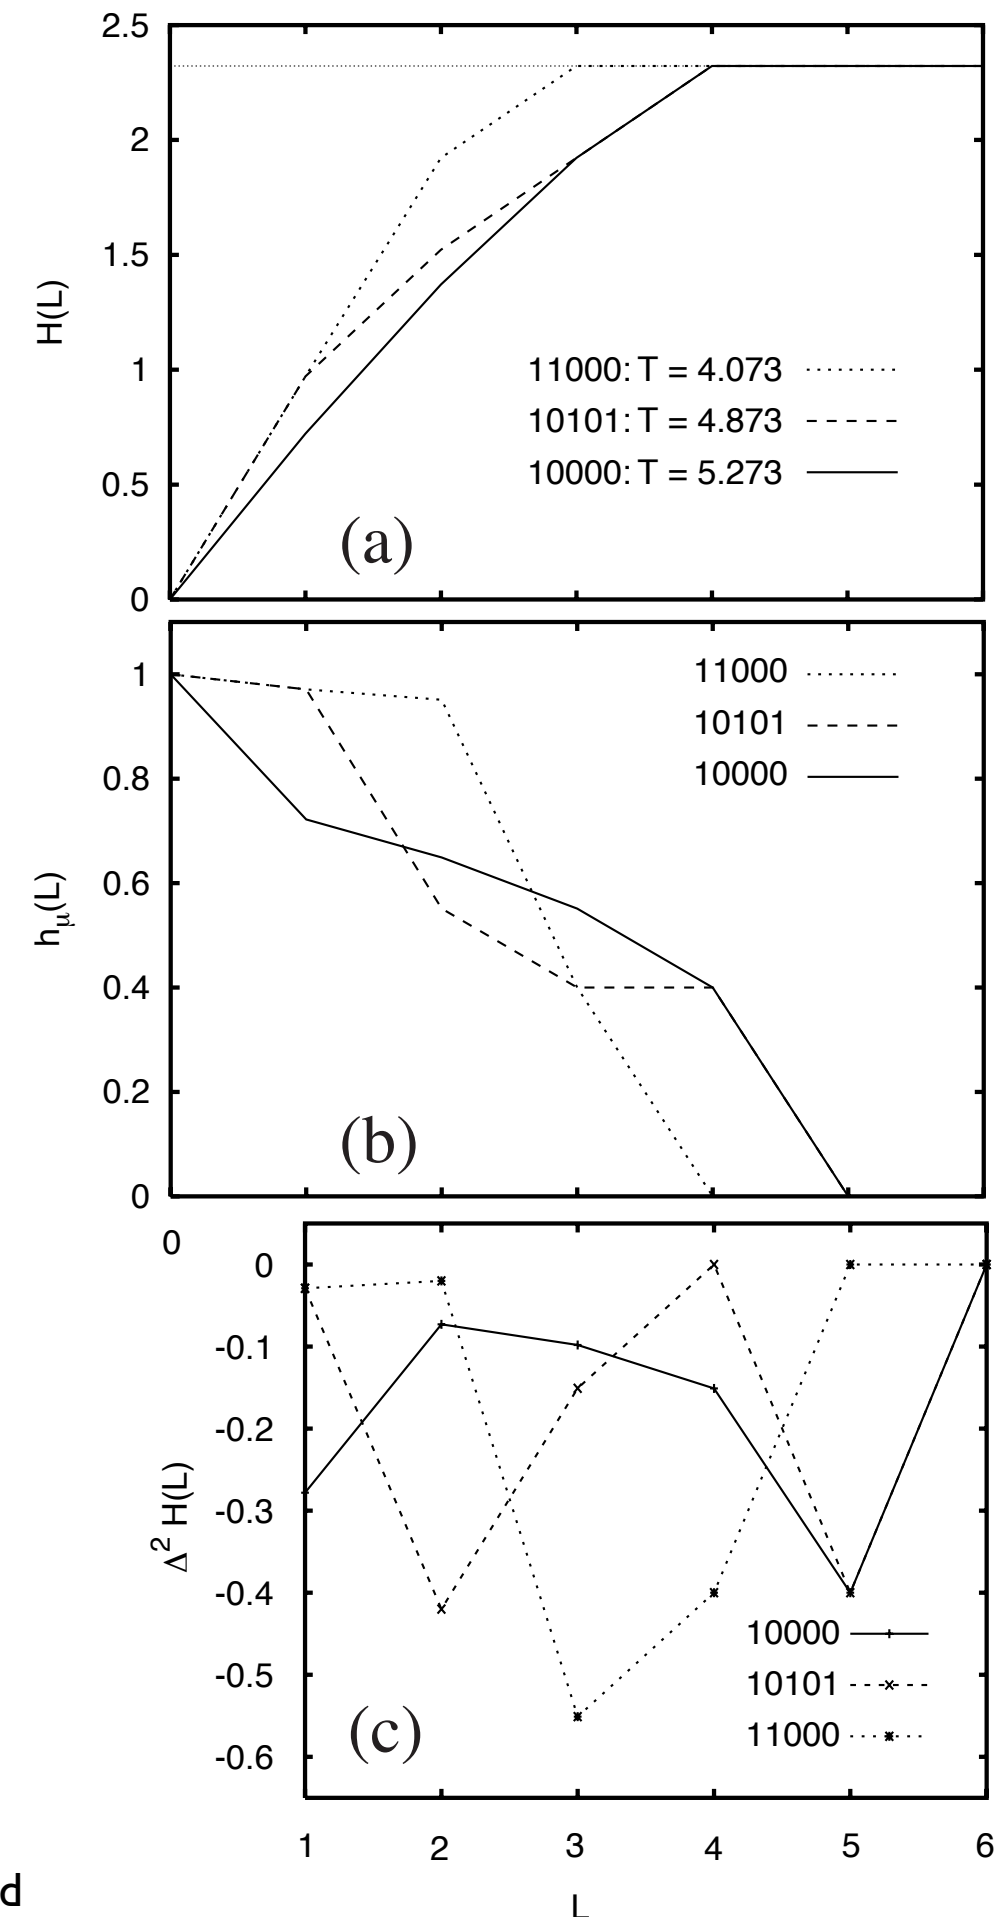 2.5
2
1.5
1
0.5
0
H(L)
11000: T = 4.073
10101: T = 4.873
10000: T = 5.273
(a)
1
0.8
0.6
0.4
0.2
0
hμ(L)
11000
10101
10000
(b)
0
0
-0.1
-0.2
-0.3
-0.4
-0.5
-0.6
Δ² H(L)
10000
10101
11000
(c)
1 2 3 4 5 6
L
d